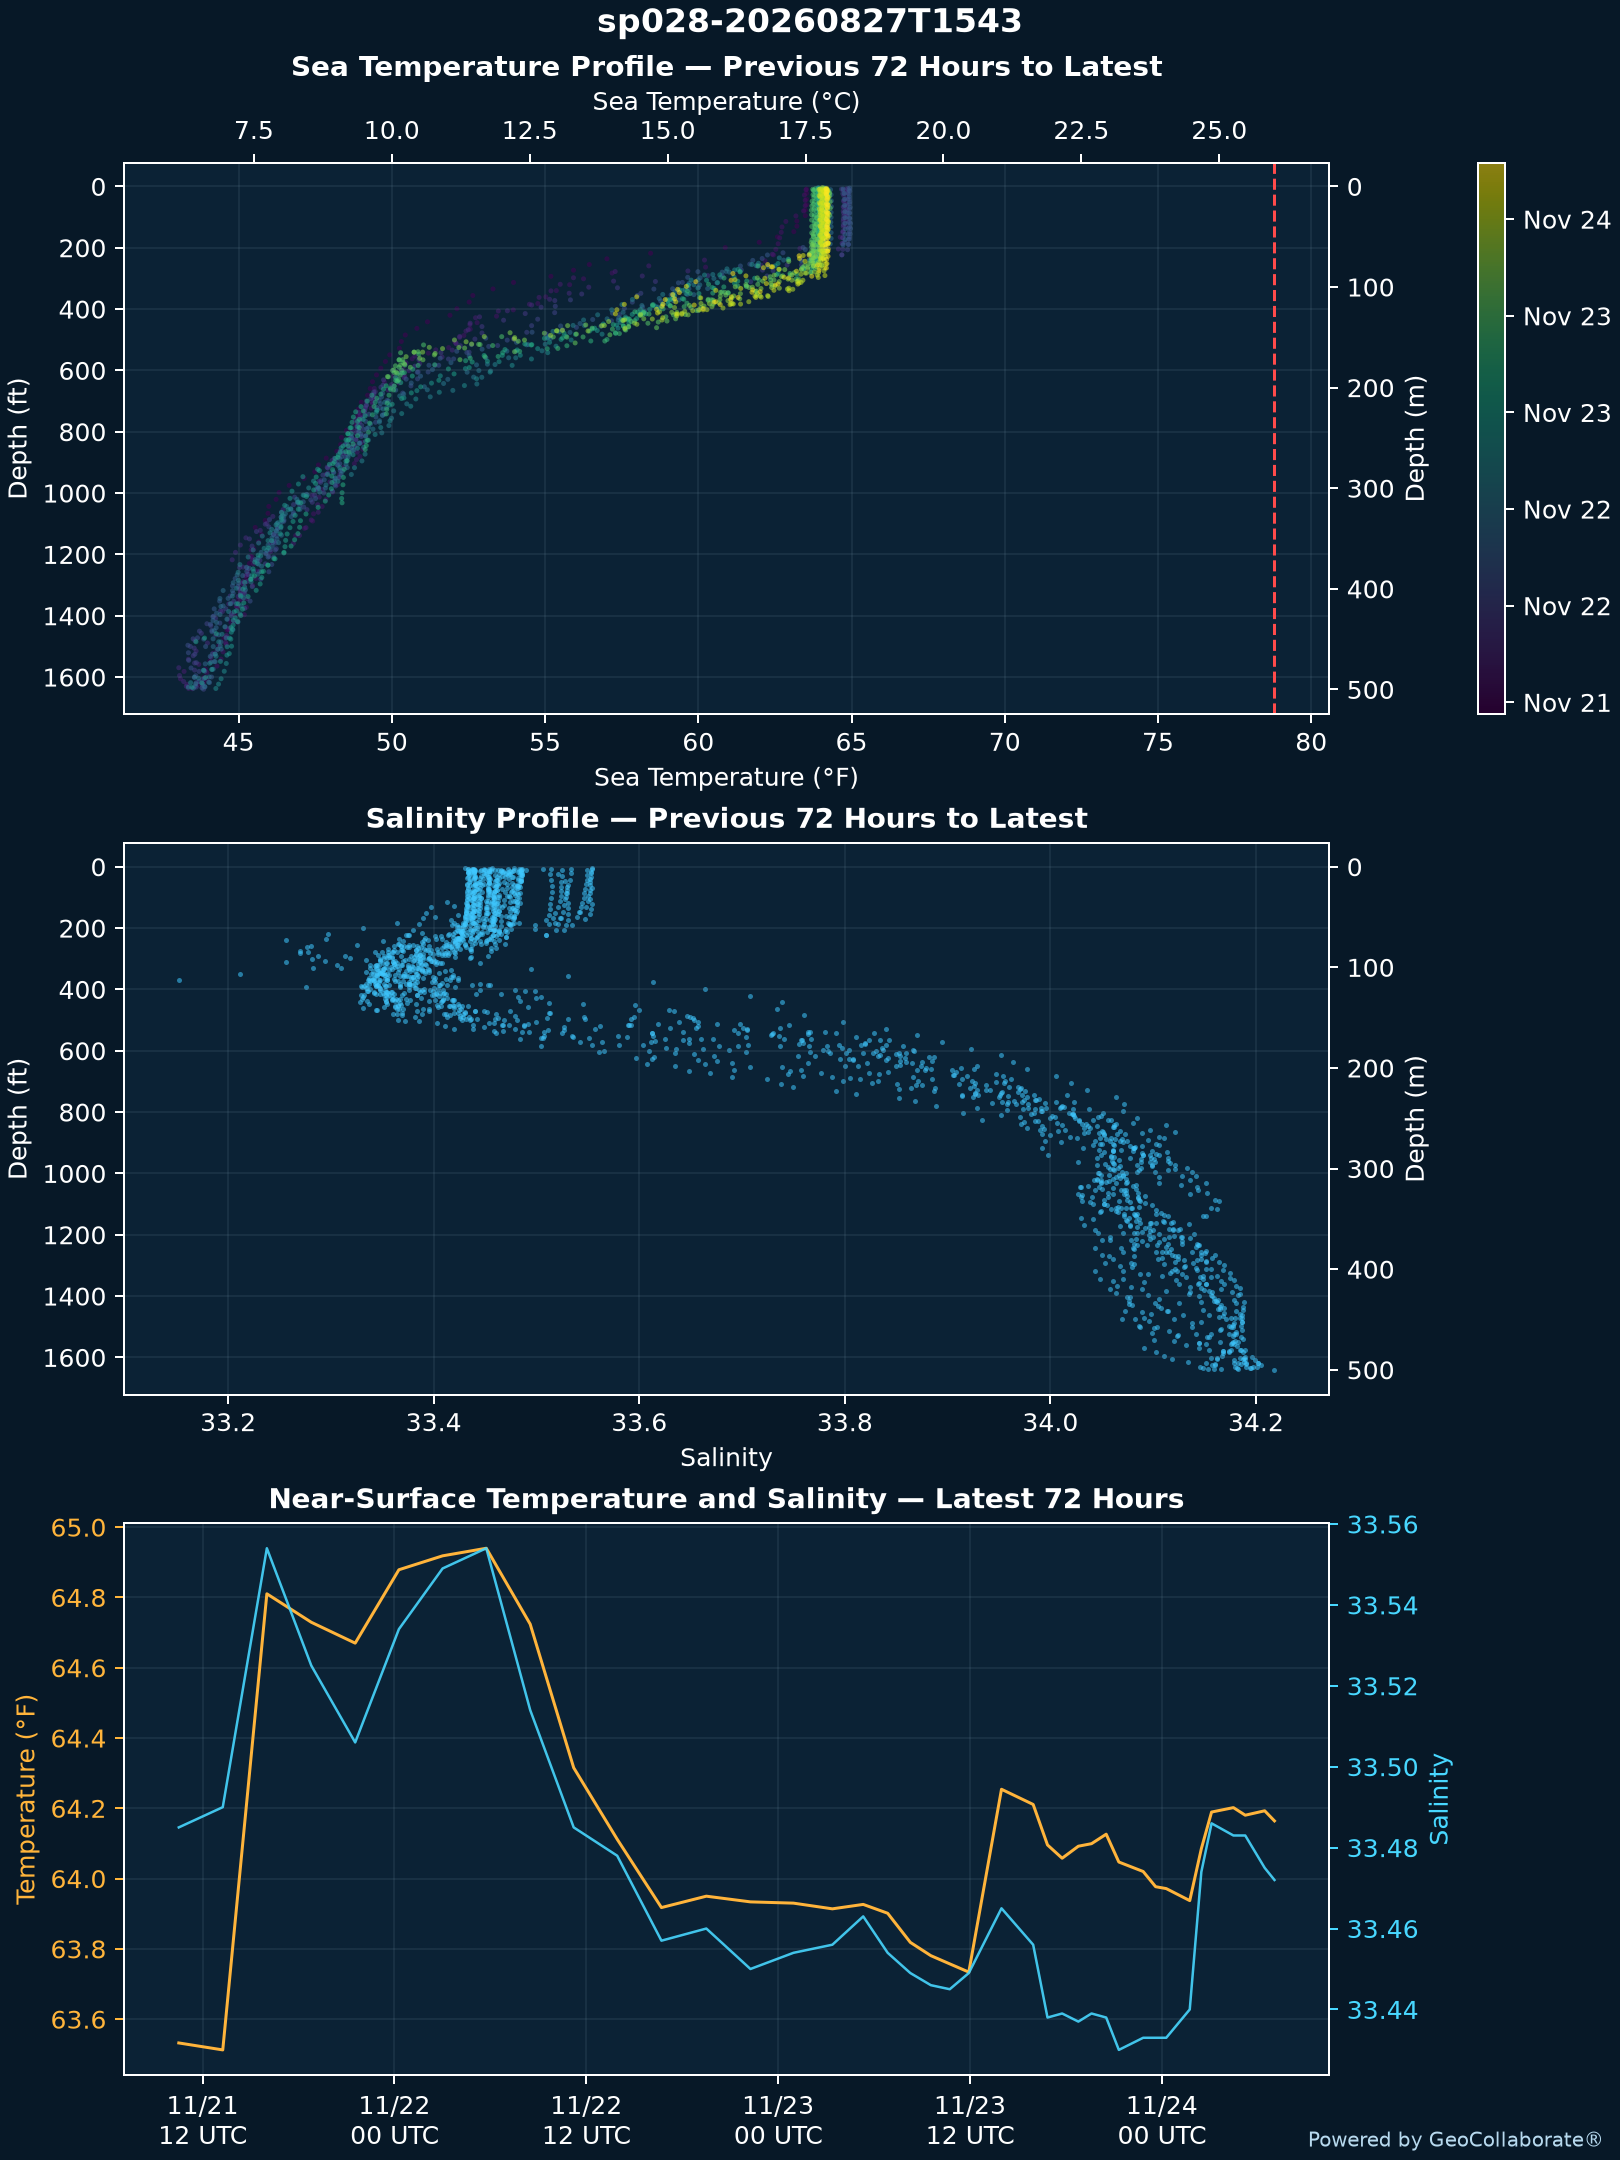 sp028-20260827T1543
Sea Temperature Profile — Previous 72 Hours to Latest
Sea Temperature (°C)
7.5 10.0 12.5 15.0 17.5 20.0 22.5 25.0
0
200
400
600
800
1000
1200
1400
1600
Depth (ft)
0
100
200
300
400
500
Depth (m)
Nov 24
Nov 23
Nov 23
Nov 22
Nov 22
Nov 21
45 50 55 60 65 70 75 80
Sea Temperature (°F)
Salinity Profile — Previous 72 Hours to Latest
0
200
400
600
800
1000
1200
1400
1600
Depth (ft)
0
100
200
300
400
500
Depth (m)
33.2 33.4 33.6 33.8 34.0 34.2
Salinity
Near-Surface Temperature and Salinity — Latest 72 Hours
65.0
64.8
64.6
64.4
64.2
64.0
63.8
63.6
Temperature (°F)
33.56
33.54
33.52
33.50
33.48
33.46
33.44
Salinity
11/21 11/22 11/22 11/23 11/23 11/24
12 UTC 00 UTC 12 UTC 00 UTC 12 UTC 00 UTC
Powered by GeoCollaborate®